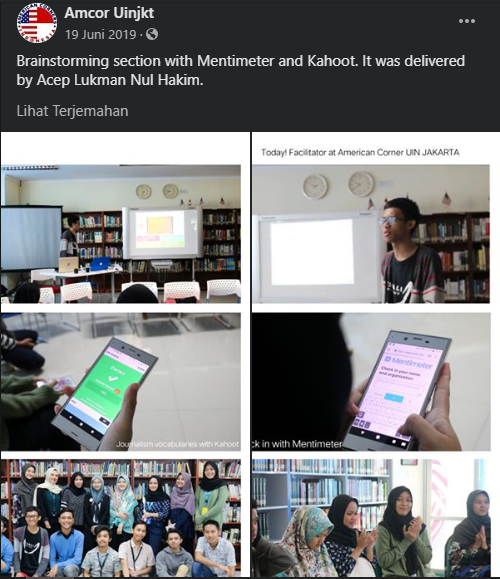 Amcor Uinjkt
19 Juni 2019 ·
Brainstorming section with Mentimeter and Kahoot. It was delivered
by Acep Lukman Nul Hakim.
Lihat Terjemahan
Today! Facilitator at American Corner UIN JAKARTA
Correct
Mentimeter
Check in your name
and organization
Journalism vocabularies with Kahoot
ck in with Mentimeter